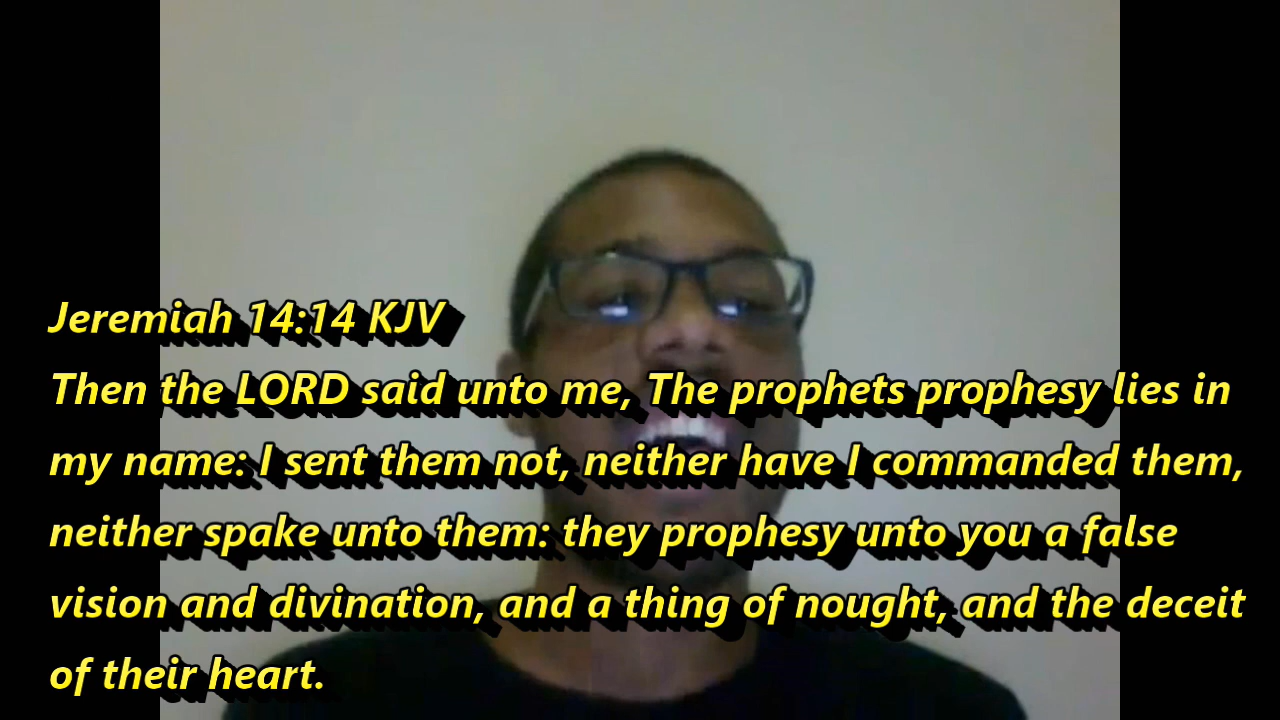 Jeremiah 14:14 KJV
Then the LORD said unto me, The prophets prophesy lies in
my name: I sent them not, neither have I commanded them,
neither spake unto them: they prophesy unto you a false
vision and divination, and a thing of nought, and the deceit
of their heart.